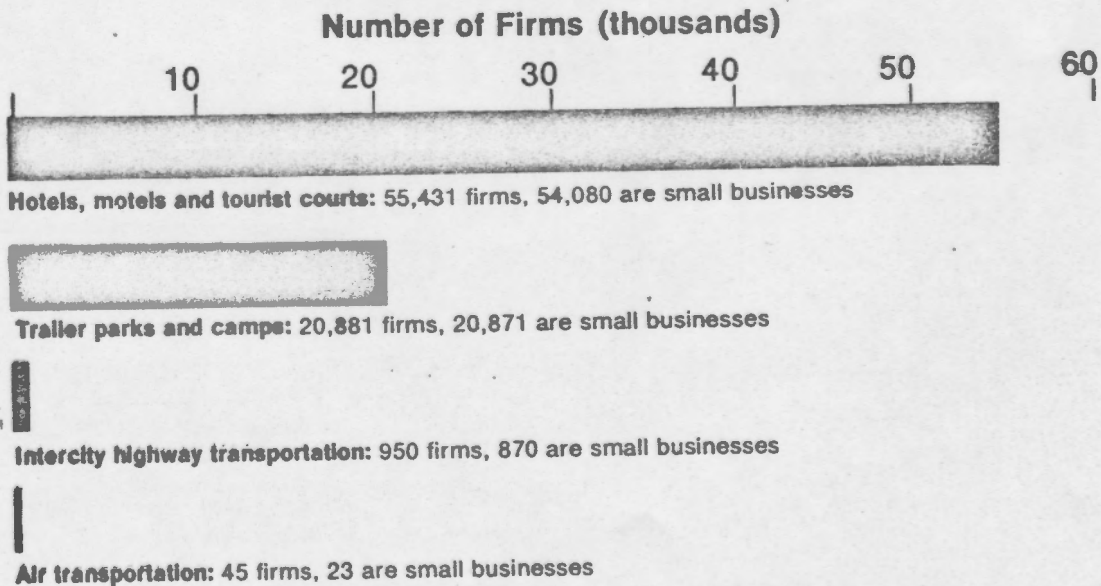 Number of Firms (thousands)
10 20 30 40 50 60
Hotels, motels and tourist courts: 55,431 firms, 54,080 are small businesses
Trailer parks and camps: 20,881 firms, 20,871 are small businesses
Intercity highway transportation: 950 firms, 870 are small businesses
Air transportation: 45 firms, 23 are small businesses